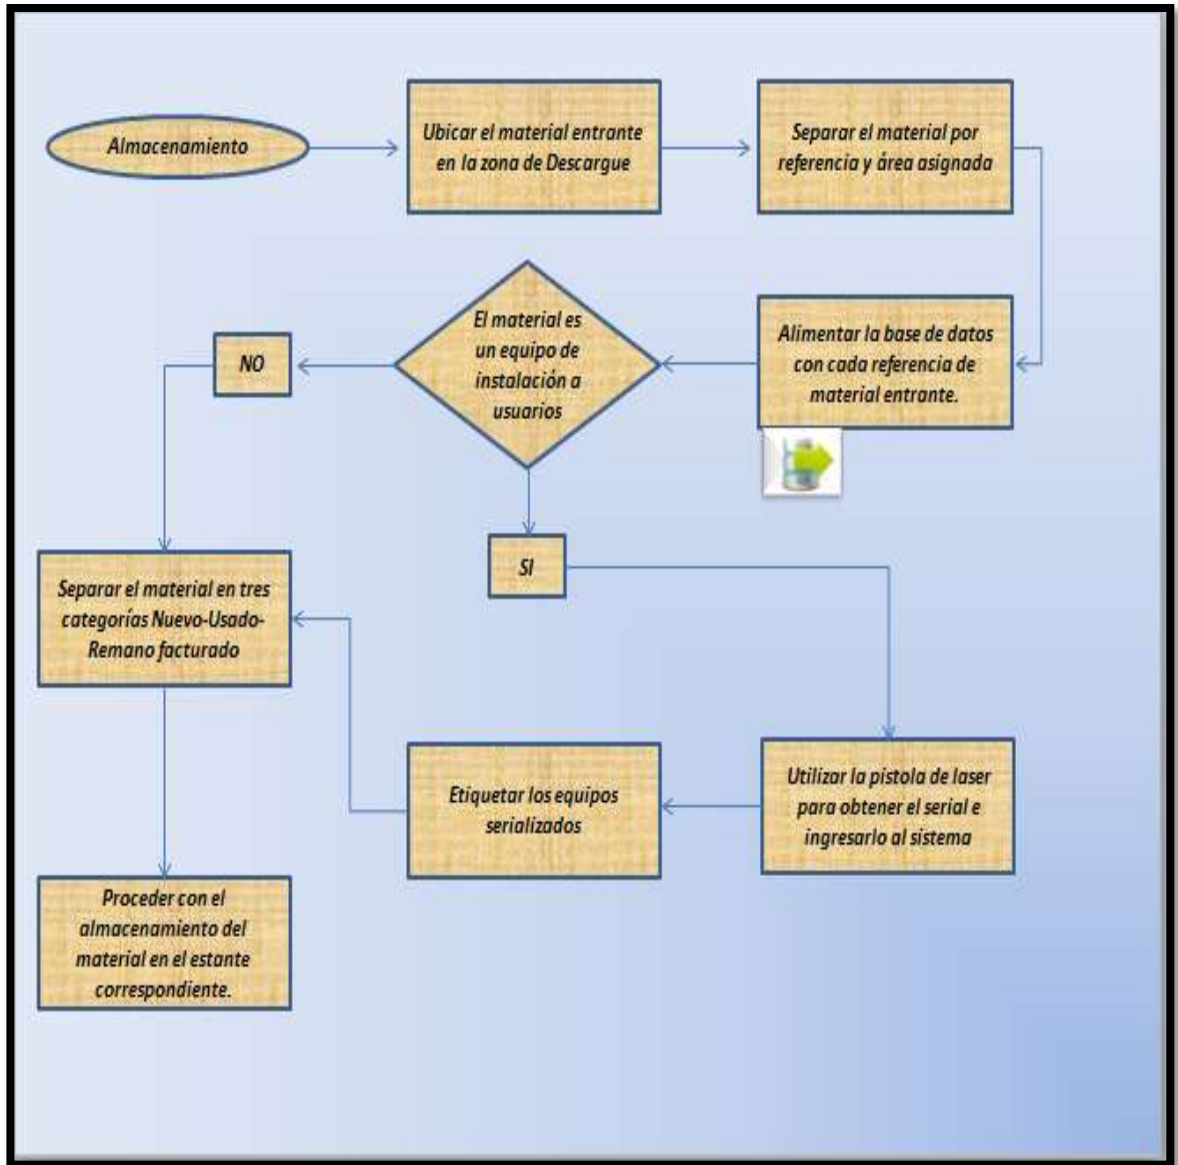 Almacenamiento
Ubicar el material entrante
en la zona de Descargue
Separar el material por
referencia y área asignada
Alimentar la base de datos
con cada referencia de
material entrante.
El material es
un equipo de
instalación a
usuarios
NO
SI
Separar el material en tres
categorías Nuevo-Usado-
Remano facturado
Utilizar la pistola de laser
para obtener el serial e
ingresarlo al sistema
Etiquetar los equipos
serializados
Proceder con el
almacenamiento del
material en el estante
correspondiente.